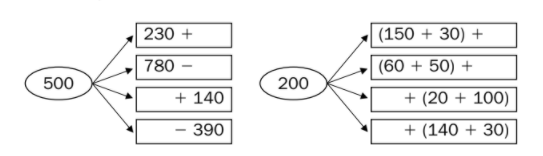 230 +
780 −
500
+ 140
− 390
(150 + 30) +
(60 + 50) +
200
+ (20 + 100)
+ (140 + 30)